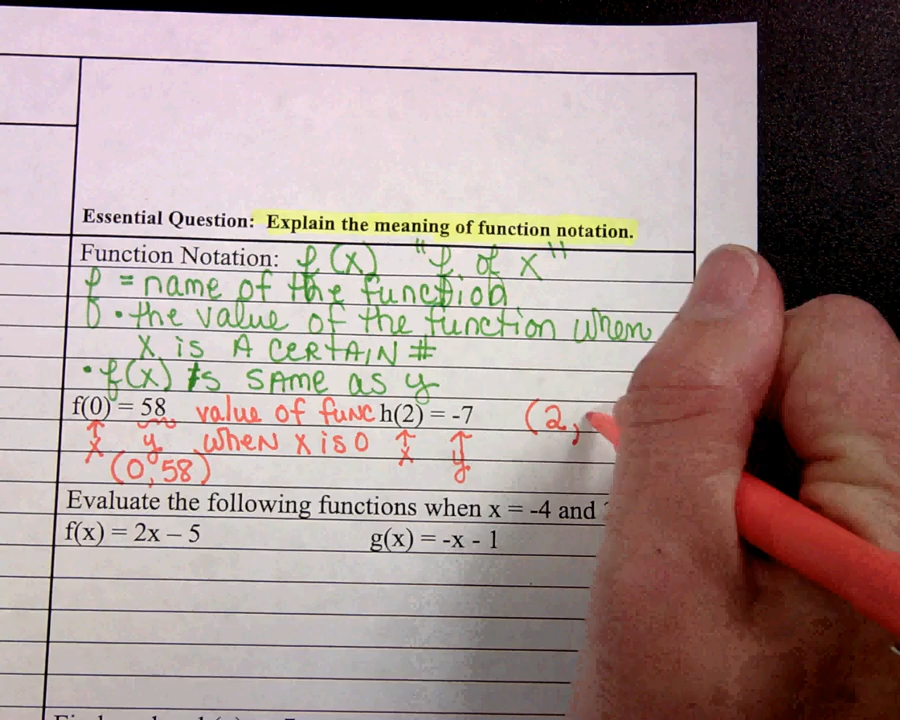 Essential Question: Explain the meaning of function notation.
Function Notation: f(x) "f of x"
f = name of the function
• the value of the function when
x is A CERTAIN #
• f(x) is SAME as y
f(0) = 58 value of func h(2) = -7 (2,
x y when x is 0 x y
(0,58)
Evaluate the following functions when x = -4 and
f(x) = 2x – 5 g(x) = -x - 1